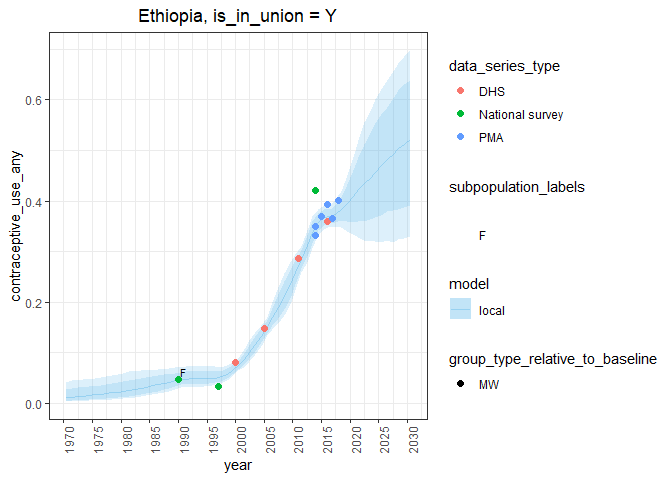 Ethiopia, is_in_union = Y
contraceptive_use_any
0.6
0.4
0.2
0.0
F
1970
1975
1980
1985
1990
1995
2000
2005
2010
2015
2020
2025
2030
year
data_series_type
DHS
National survey
PMA
subpopulation_labels
F
model
local
group_type_relative_to_baseline
MW